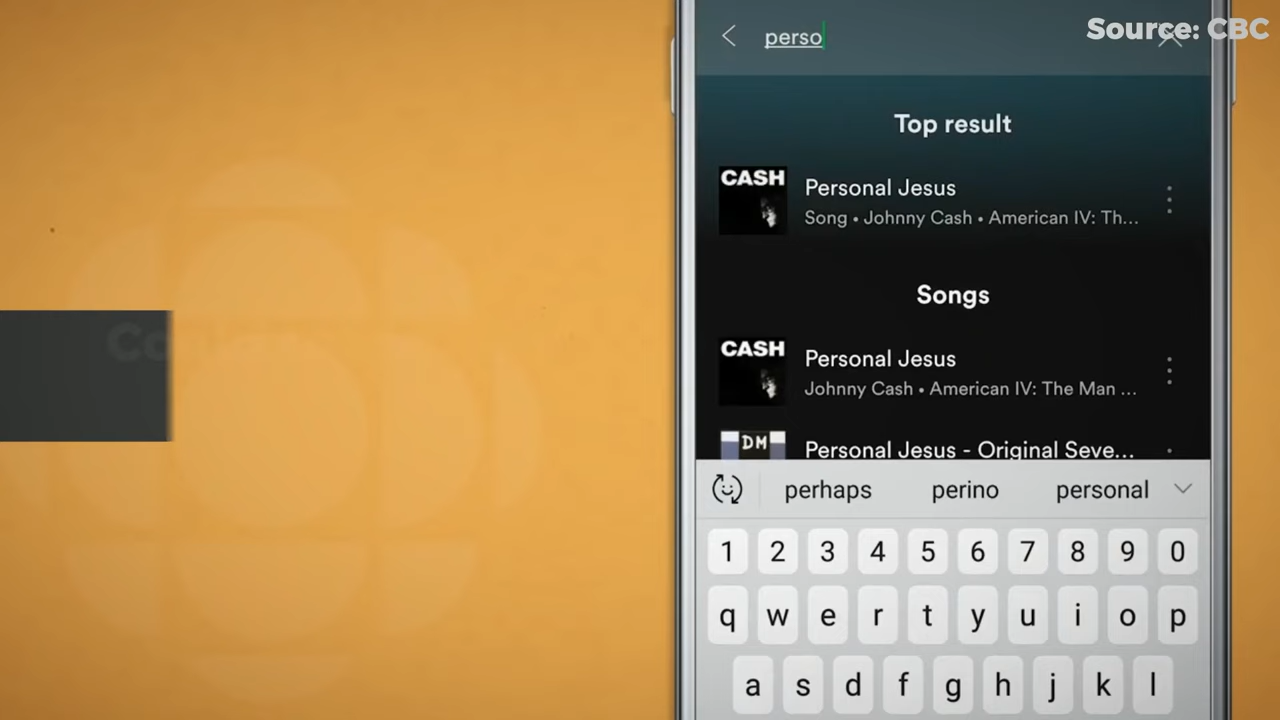 Source: CBC
perso
Top result
CASH
Personal Jesus
Song • Johnny Cash • American IV: Th...
Songs
CASH
Personal Jesus
Johnny Cash • American IV: The Man ...
DM
Personal Jesus - Original Seve...
perhaps perino personal
1 2 3 4 5 6 7 8 9 0
q w e r t y u i o p
a s d f g h j k l